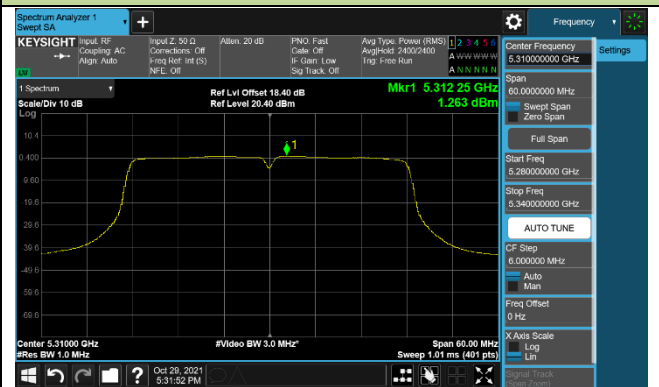 Spectrum Analyzer 1
Swept SA
+
Frequency
KEYSIGHT
Input: RF
Coupling: AC
Align: Auto
Input Z: 50 Ω
Corrections: Off
Freq Ref: Int (S)
NFE: Off
Atten: 20 dB
PNO: Fast
Gate: Off
IF Gain: Low
Sig Track: Off
Avg Type: Power (RMS)
Avg|Hold: 2400/2400
Trig: Free Run
1 2 3 4 5 6
A W W W W W
A N N N N N
LW
1 Spectrum
Scale/Div 10 dB
Log
Ref Lvl Offset 18.40 dB
Ref Level 20.40 dBm
Mkr1 5.312 25 GHz
1.263 dBm
10.4
0.400
-9.60
-19.6
-29.6
-39.6
-49.6
-59.6
-69.6
1
Center 5.31000 GHz
#Res BW 1.0 MHz
#Video BW 3.0 MHz*
Span 60.00 MHz
Sweep 1.01 ms (401 pts)
Center Frequency
5.310000000 GHz
Settings
Span
60.0000000 MHz
Swept Span
Zero Span
Full Span
Start Freq
5.280000000 GHz
Stop Freq
5.340000000 GHz
AUTO TUNE
CF Step
6.000000 MHz
Auto
Man
Freq Offset
0 Hz
X Axis Scale
Log
Lin
Signal Track
(Span Zoom)
?
Oct 29, 2021
5:31:52 PM